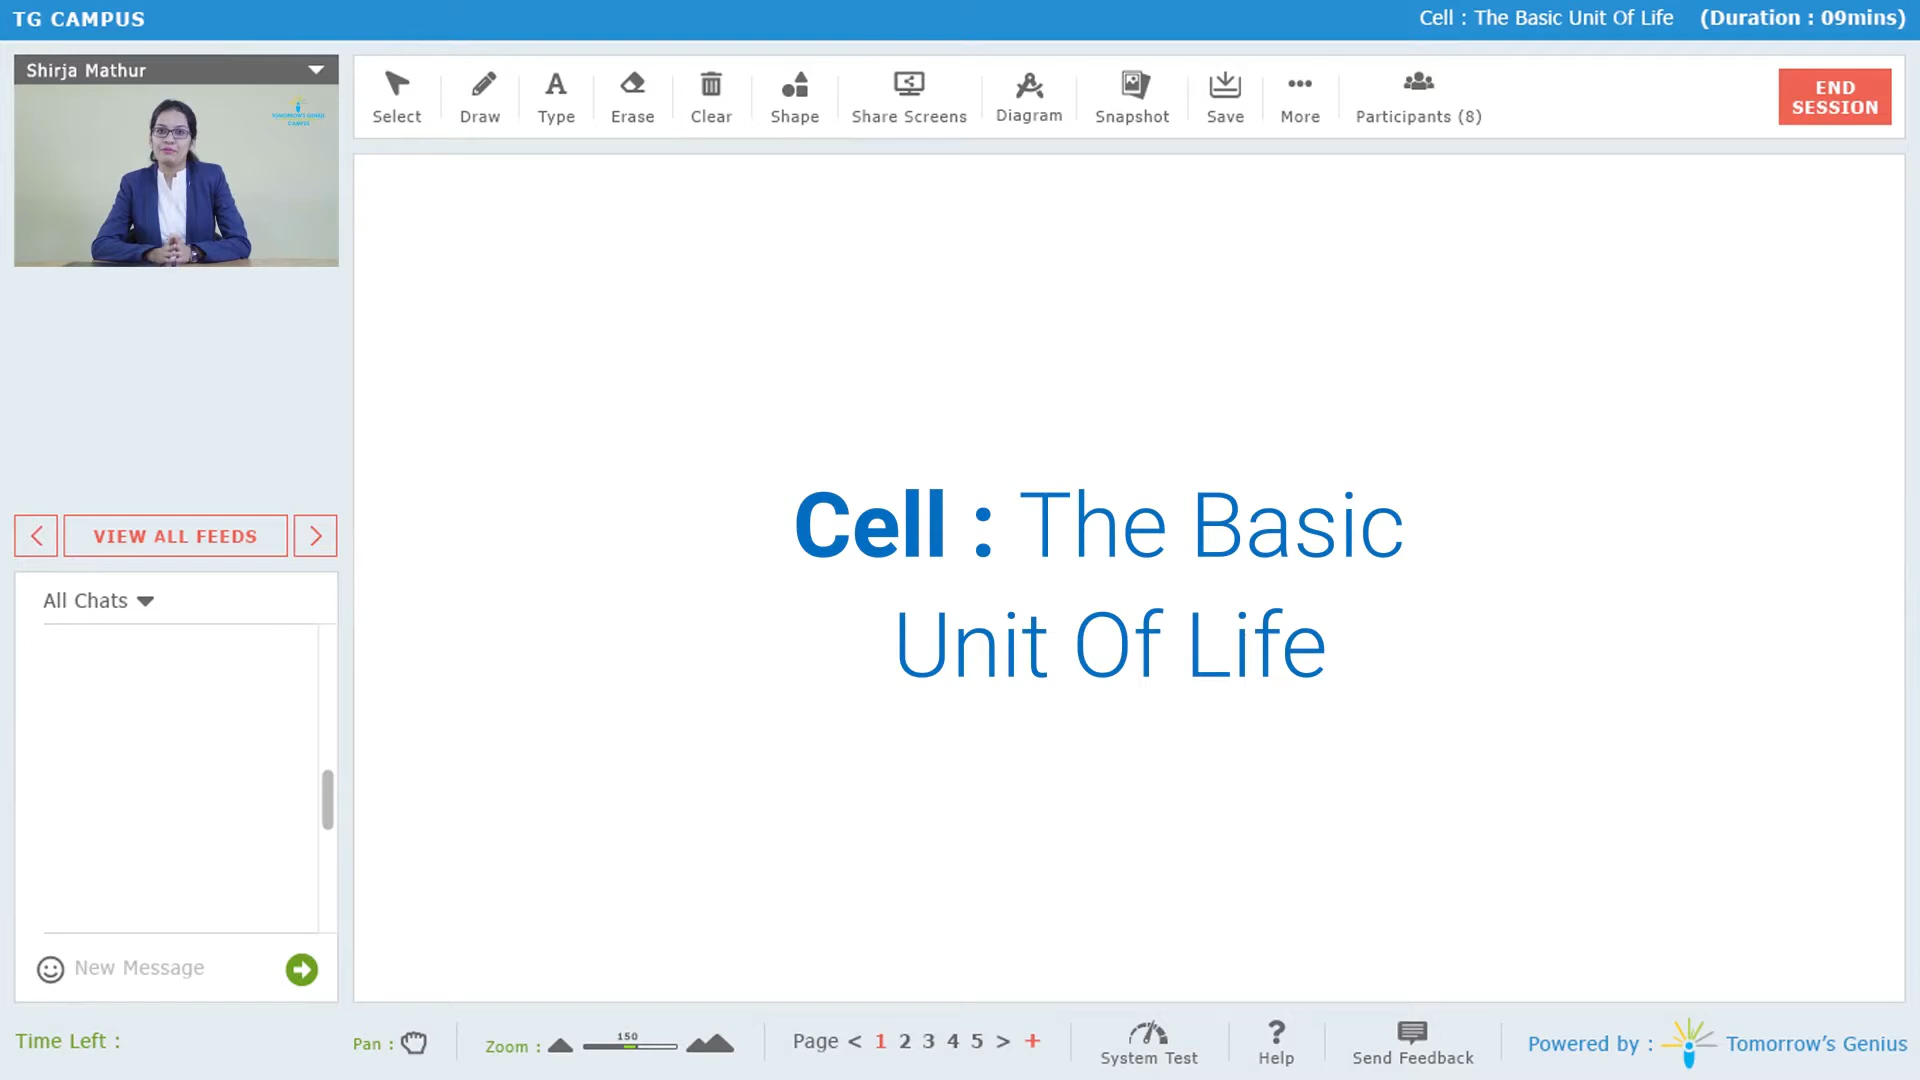 TG CAMPUS
Cell : The Basic Unit Of Life (Duration : 09mins)
Shirja Mathur
TOMORROW'S GENIUS
CAMPUS
Select
Draw
Type
Erase
Clear
Shape
Share Screens
Diagram
Snapshot
Save
More
Participants (8)
END
SESSION
Cell : The Basic
Unit Of Life
VIEW ALL FEEDS
All Chats
New Message
Time Left :
Pan :
Zoom :
150
Page < 1 2 3 4 5 > +
System Test
Help
Send Feedback
Powered by : Tomorrow's Genius